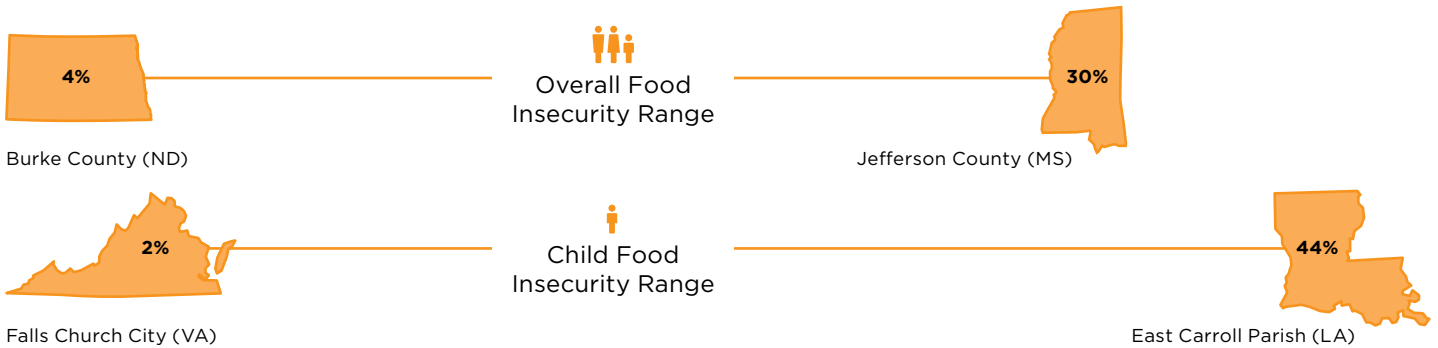 4%
Overall Food
Insecurity Range
30%
Burke County (ND)
Jefferson County (MS)
2%
Child Food
Insecurity Range
44%
Falls Church City (VA)
East Carroll Parish (LA)